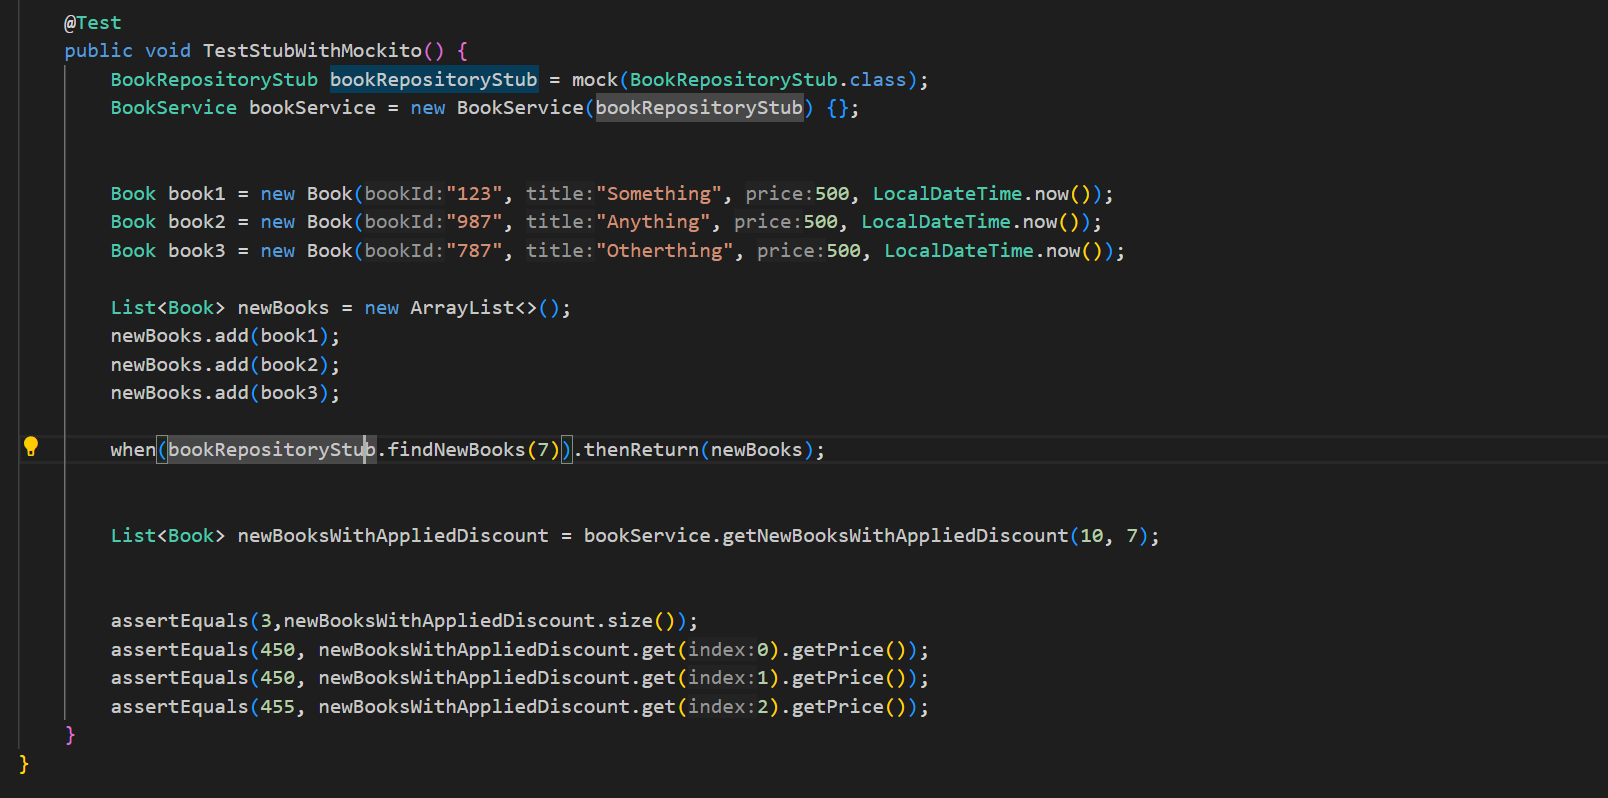 @Test
public void TestStubWithMockito() {
BookRepositoryStub bookRepositoryStub = mock(BookRepositoryStub.class);
BookService bookService = new BookService(bookRepositoryStub) {};
Book book1 = new Book(bookId:"123", title:"Something", price:500, LocalDateTime.now());
Book book2 = new Book(bookId:"987", title:"Anything", price:500, LocalDateTime.now());
Book book3 = new Book(bookId:"787", title:"Otherthing", price:500, LocalDateTime.now());
List<Book> newBooks = new ArrayList<>();
newBooks.add(book1);
newBooks.add(book2);
newBooks.add(book3);
when(bookRepositoryStub.findNewBooks(7)).thenReturn(newBooks);
List<Book> newBooksWithAppliedDiscount = bookService.getNewBooksWithAppliedDiscount(10, 7);
assertEquals(3,newBooksWithAppliedDiscount.size());
assertEquals(450, newBooksWithAppliedDiscount.get(index:0).getPrice());
assertEquals(450, newBooksWithAppliedDiscount.get(index:1).getPrice());
assertEquals(455, newBooksWithAppliedDiscount.get(index:2).getPrice());
}
}